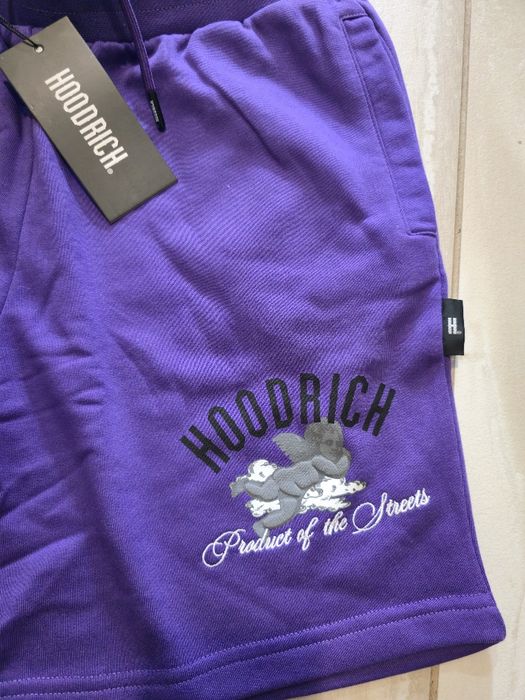 HOODRICH®
H.
HOODRICH
Product of the Streets